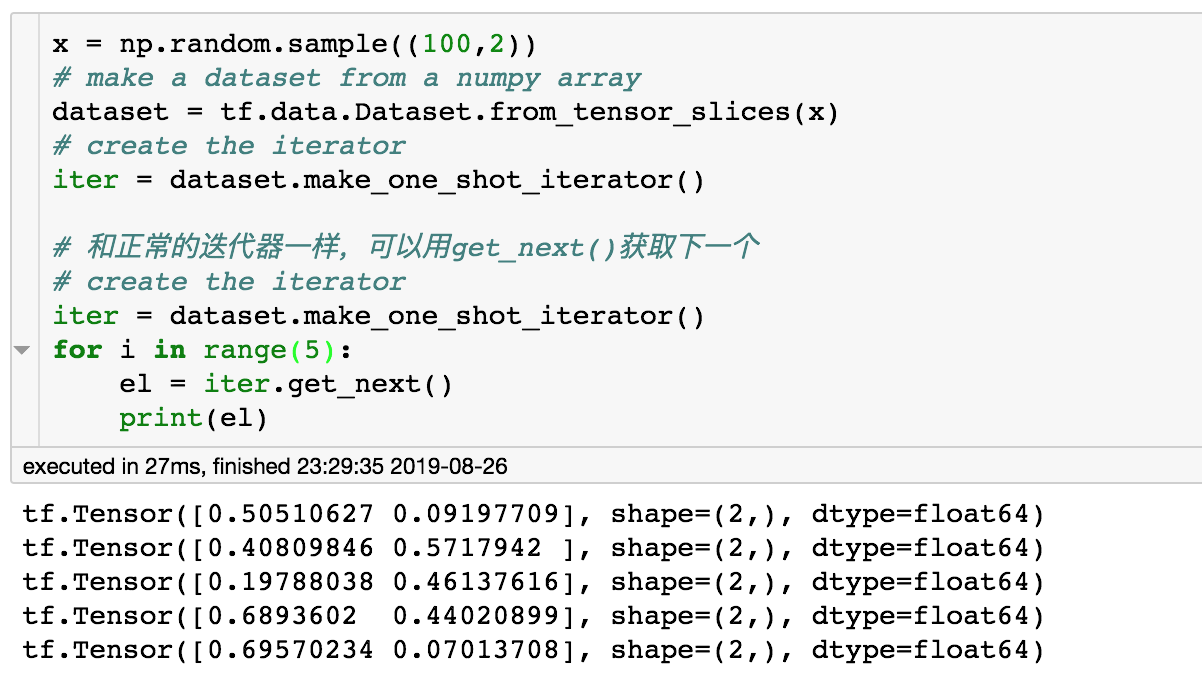 x = np.random.sample((100,2))
# make a dataset from a numpy array
dataset = tf.data.Dataset.from_tensor_slices(x)
# create the iterator
iter = dataset.make_one_shot_iterator()

# 和正常的迭代器一样，可以用get_next()获取下一个
# create the iterator
iter = dataset.make_one_shot_iterator()
for i in range(5):
    el = iter.get_next()
    print(el)
executed in 27ms, finished 23:29:35 2019-08-26
tf.Tensor([0.50510627 0.09197709], shape=(2,), dtype=float64)
tf.Tensor([0.40809846 0.5717942 ], shape=(2,), dtype=float64)
tf.Tensor([0.19788038 0.46137616], shape=(2,), dtype=float64)
tf.Tensor([0.6893602  0.44020899], shape=(2,), dtype=float64)
tf.Tensor([0.69570234 0.07013708], shape=(2,), dtype=float64)